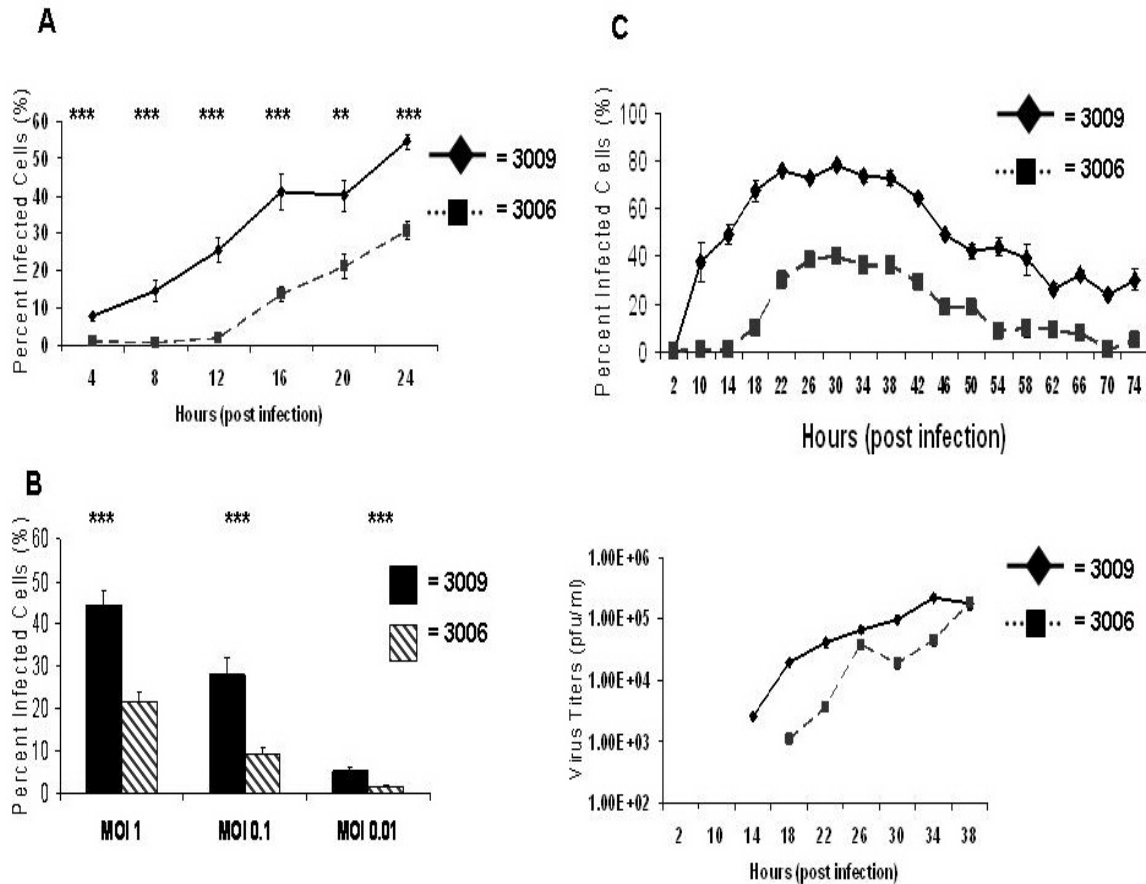 A
*** *** *** *** ** ***
Percent Infected Cells (%)
60
50
40
30
20
10
0
4 8 12 16 20 24
Hours (post infection)
= 3009
= 3006
B
*** *** ***
Percent Infected Cells (%)
60
50
40
30
20
10
0
MOI 1 MOI 0.1 MOI 0.01
= 3009
= 3006
C
Percent Infected Cells (%)
100
80
60
40
20
0
2 10 14 18 22 26 30 34 38 42 46 50 54 58 62 66 70 74
Hours (post infection)
= 3009
= 3006
Virus Titers (pfu/ml)
1.00E+06
1.00E+05
1.00E+04
1.00E+03
1.00E+02
2 10 14 18 22 26 30 34 38
Hours (post infection)
= 3009
= 3006